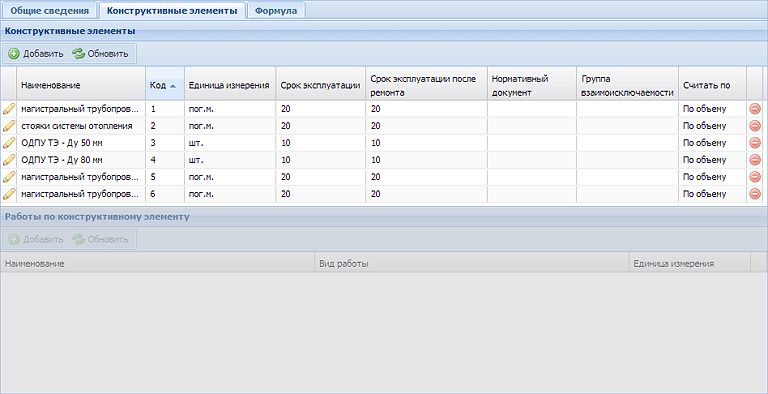 Общие сведения Конструктивные элементы Формула
Конструктивные элементы
Добавить Обновить
Наименование Код Единица измерения Срок эксплуатации Срок эксплуатации после ремонта Нормативный документ Группа взаимоисключаемости Считать по
магистральный трубопров... 1 пог.м. 20 20 По объему
стояки системы отопления 2 пог.м. 20 20 По объему
ОДПУ ТЭ - Ду 50 мм 3 шт. 10 10 По объему
ОДПУ ТЭ - Ду 80 мм 4 шт. 10 10 По объему
магистральный трубопров... 5 пог.м. 20 20 По объему
магистральный трубопров... 6 пог.м. 20 20 По объему
Работы по конструктивному элементу
Добавить Обновить
Наименование Вид работы Единица измерения